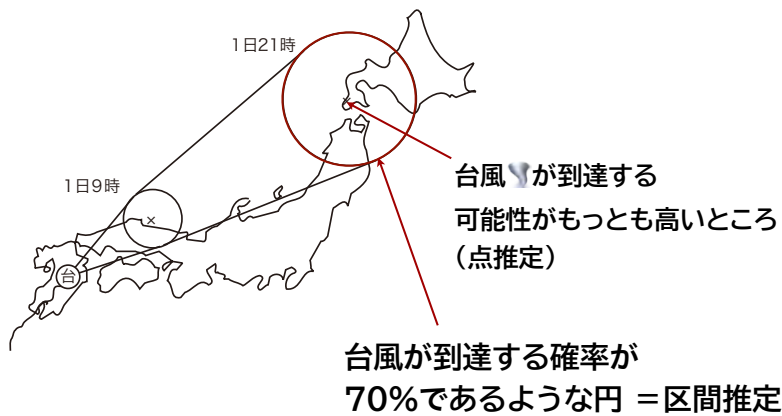 1日21時
1日9時
台
台風🌪が到達する
可能性がもっとも高いところ
（点推定）
台風が到達する確率が
70%であるような円 ＝区間推定